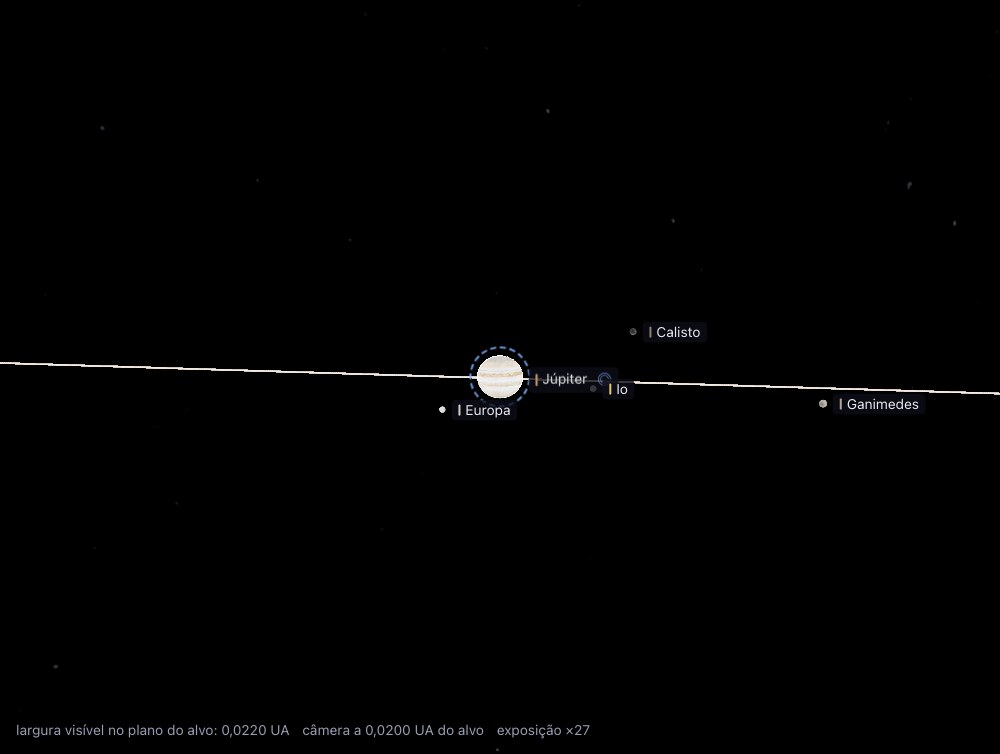 Calisto
Júpiter
Io
Ganimedes
Europa
largura visível no plano do alvo: 0,0220 UA câmera a 0,0200 UA do alvo exposição ×27